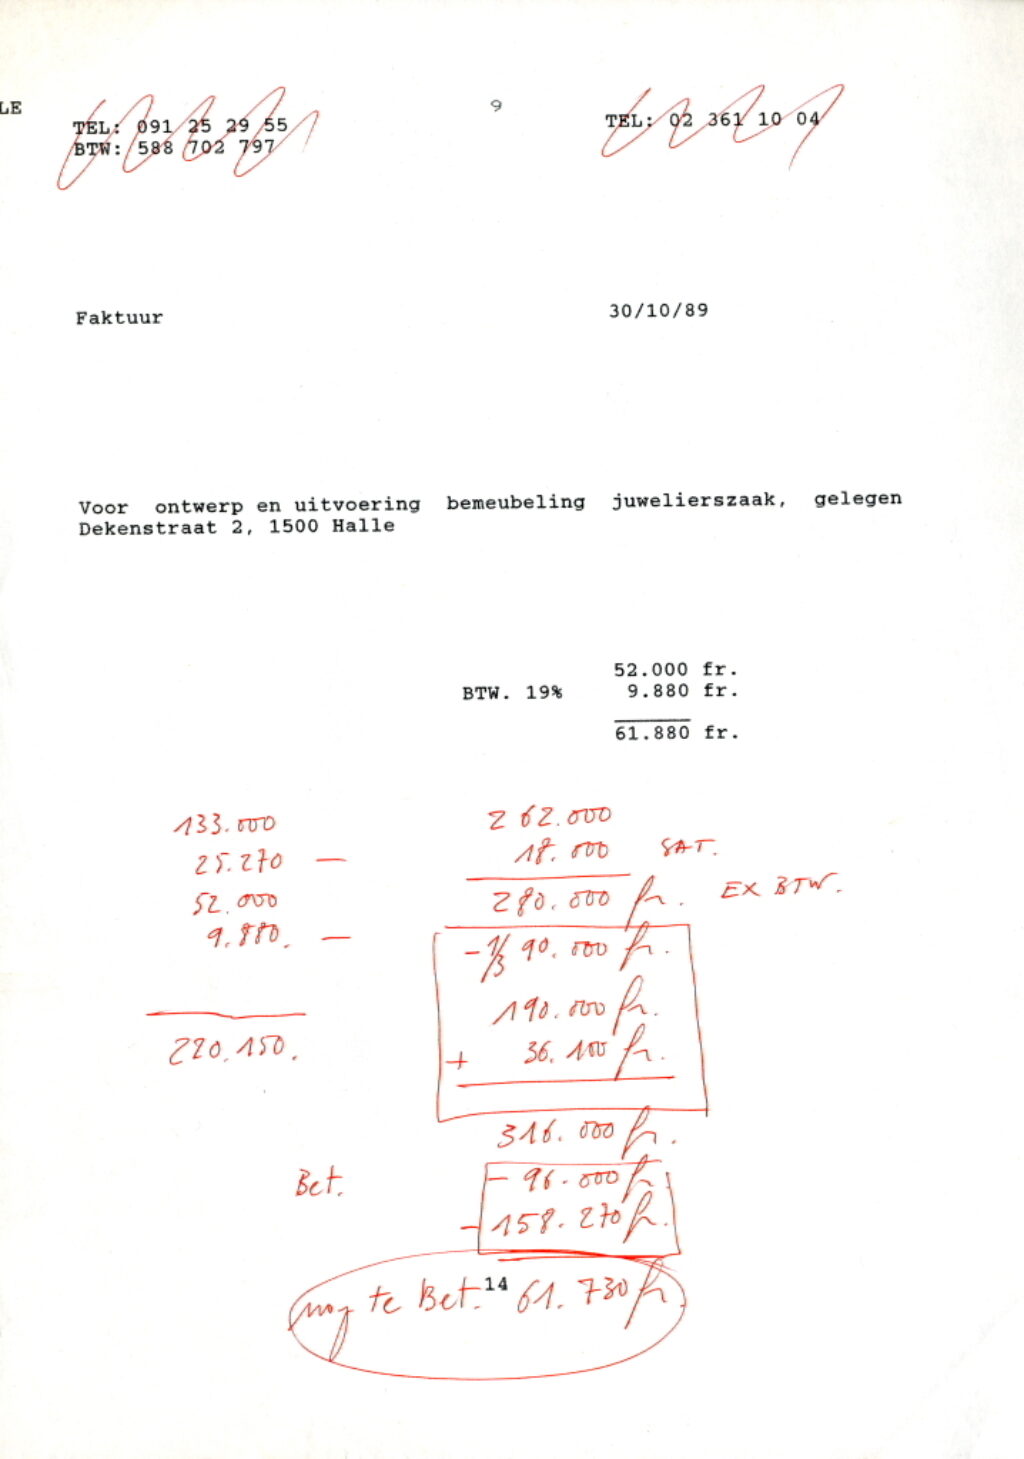 LE
9
TEL: 091 25 29 55
BTW: 588 702 797
TEL: 02 361 10 04
Faktuur
30/10/89
Voor ontwerp en uitvoering bemeubeling juwelierszaak, gelegen
Dekenstraat 2, 1500 Halle
52.000 fr.
BTW. 19% 9.880 fr.
61.880 fr.
133.000
25.270 —
52.000
9.880. —
220.150.
262.000
18.000 SAT.
280.000 fr. EX BTW.
- 1/3 90.000 fr.
190.000 fr.
+ 36.100 fr.
316.000 fr.
Bet. - 96.000 fr
- 158.270 fr.
nog te Bet. 14 61.730 fr.